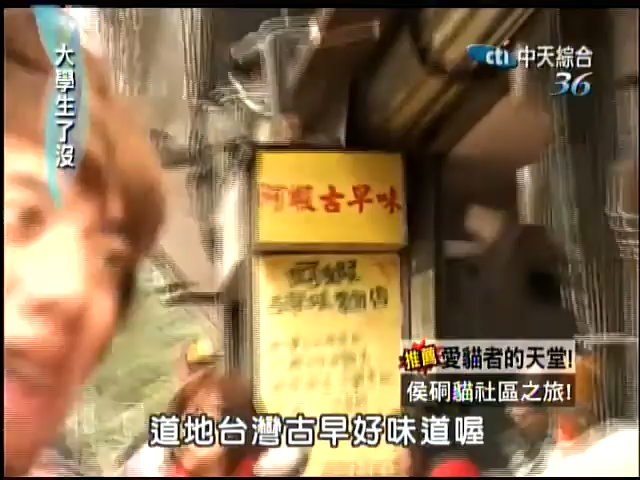 大學生了沒
cti 中天綜合
36
阿蝦古早味
推薦 愛貓者的天堂!
侯硐貓社區之旅!
道地台灣古早好味道喔